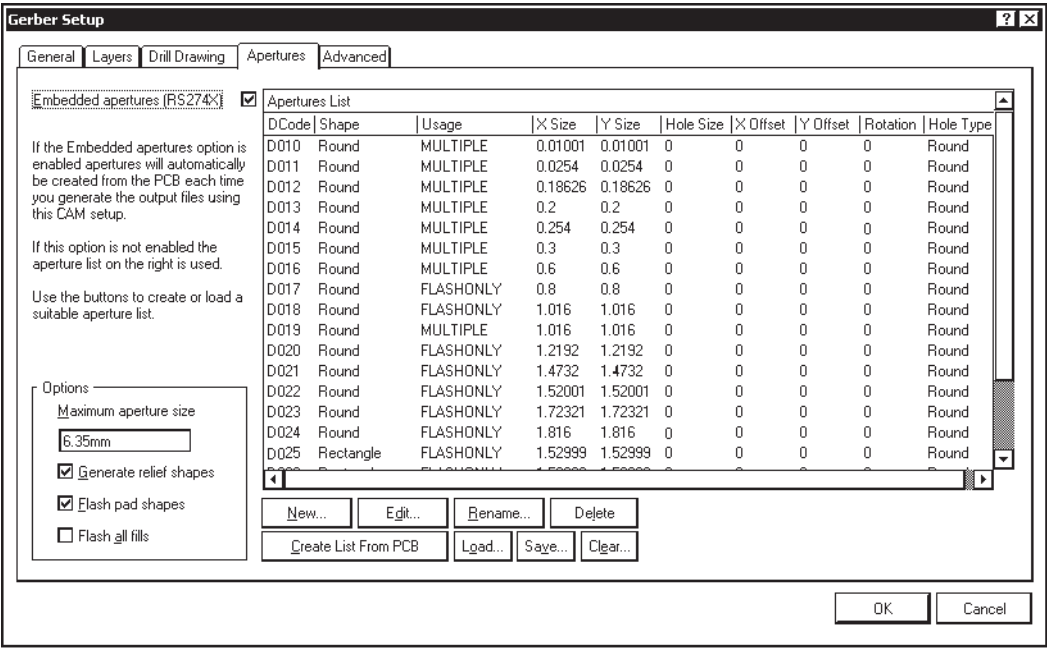 Gerber Setup
General Layers Drill Drawing Apertures Advanced
Embedded apertures (RS274X)
If the Embedded apertures option is
enabled apertures will automatically
be created from the PCB each time
you generate the output files using
this CAM setup.
If this option is not enabled the
aperture list on the right is used.
Use the buttons to create or load a
suitable aperture list.
Options
Maximum aperture size
6.35mm
Generate relief shapes
Flash pad shapes
Flash all fills
Apertures List
DCode Shape Usage X Size Y Size Hole Size X Offset Y Offset Rotation Hole Type
D010 Round MULTIPLE 0.01001 0.01001 0 0 0 0 Round
D011 Round MULTIPLE 0.0254 0.0254 0 0 0 0 Round
D012 Round MULTIPLE 0.18626 0.18626 0 0 0 0 Round
D013 Round MULTIPLE 0.2 0.2 0 0 0 0 Round
D014 Round MULTIPLE 0.254 0.254 0 0 0 0 Round
D015 Round MULTIPLE 0.3 0.3 0 0 0 0 Round
D016 Round MULTIPLE 0.6 0.6 0 0 0 0 Round
D017 Round FLASHONLY 0.8 0.8 0 0 0 0 Round
D018 Round FLASHONLY 1.016 1.016 0 0 0 0 Round
D019 Round MULTIPLE 1.016 1.016 0 0 0 0 Round
D020 Round FLASHONLY 1.2192 1.2192 0 0 0 0 Round
D021 Round FLASHONLY 1.4732 1.4732 0 0 0 0 Round
D022 Round FLASHONLY 1.52001 1.52001 0 0 0 0 Round
D023 Round FLASHONLY 1.72321 1.72321 0 0 0 0 Round
D024 Round FLASHONLY 1.816 1.816 0 0 0 0 Round
D025 Rectangle FLASHONLY 1.52999 1.52999 0 0 0 0 Round
New... Edit... Rename... Delete
Create List From PCB Load... Save... Clear...
OK Cancel